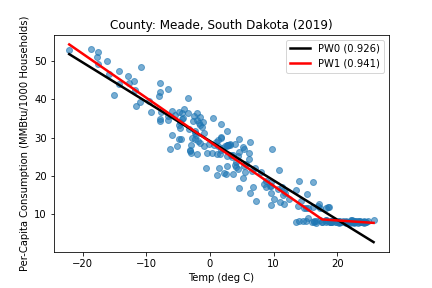 County: Meade, South Dakota (2019)
PW0 (0.926)
PW1 (0.941)
Per-Capita Consumption (MMBtu/1000 Households)
50
40
30
20
10
−20 −10 0 10 20
Temp (deg C)